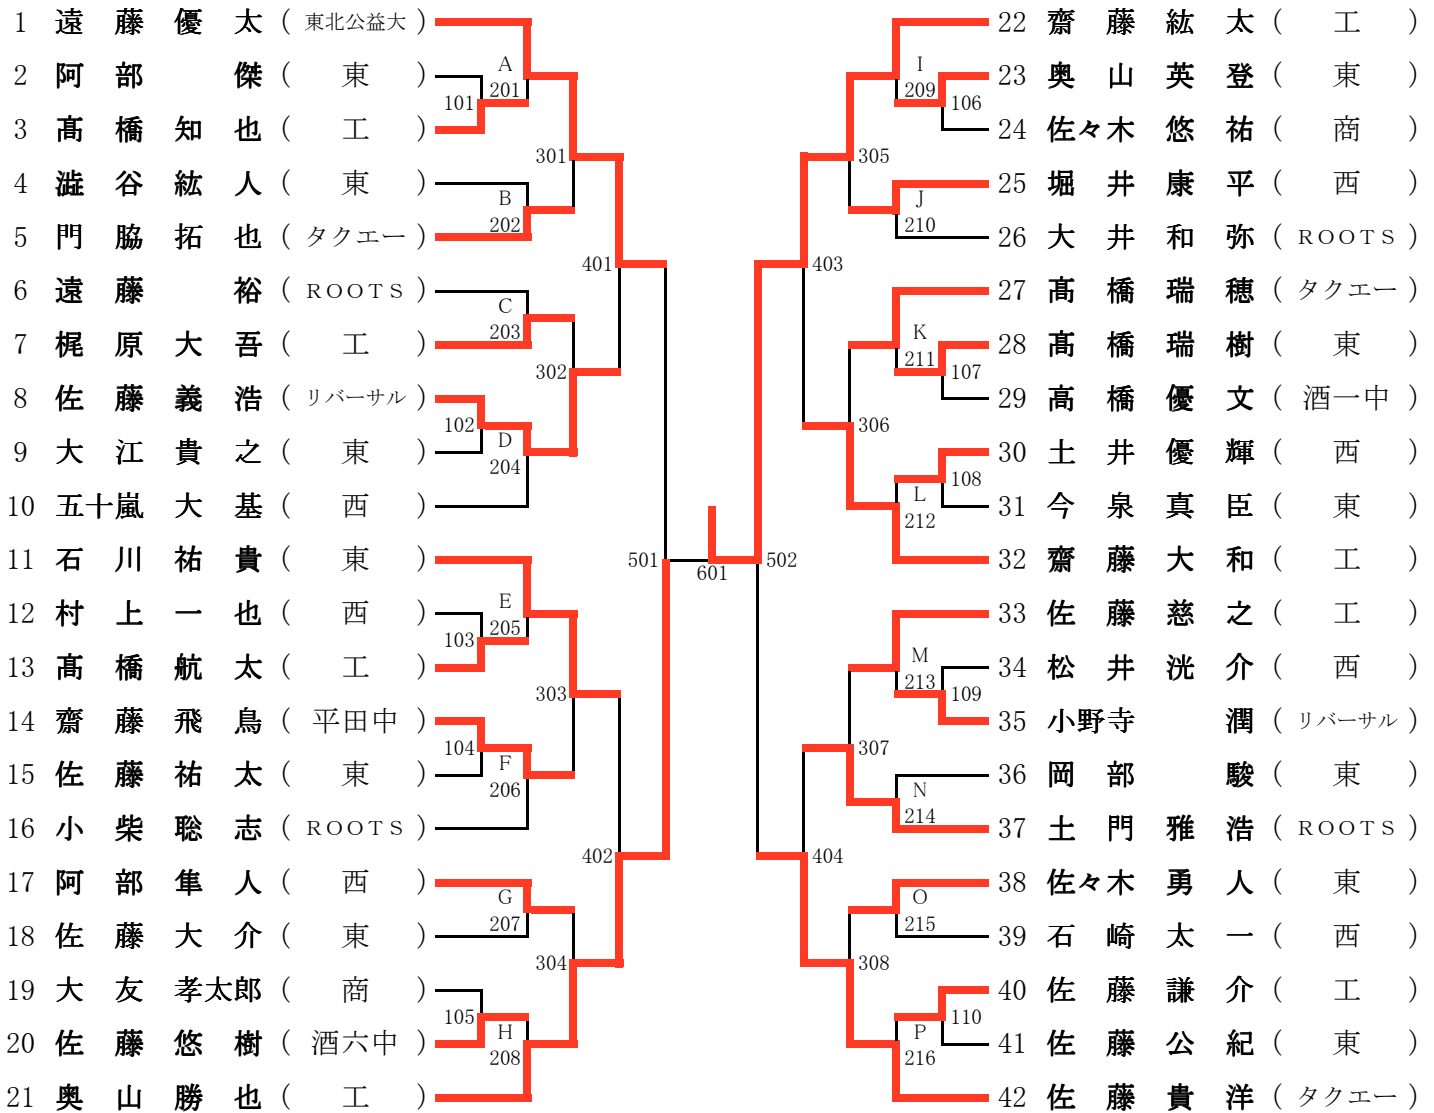 1 遠藤優太 ( 東北公益大 )
2 阿部傑 ( 東 )
3 髙橋知也 ( 工 )
4 澁谷紘人 ( 東 )
5 門脇拓也 ( タクエー )
6 遠藤裕 ( ROOTS )
7 梶原大吾 ( 工 )
8 佐藤義浩 ( リバーサル )
9 大江貴之 ( 東 )
10 五十嵐大基 ( 西 )
11 石川祐貴 ( 東 )
12 村上一也 ( 西 )
13 髙橋航太 ( 工 )
14 齋藤飛鳥 ( 平田中 )
15 佐藤祐太 ( 東 )
16 小柴聡志 ( ROOTS )
17 阿部隼人 ( 西 )
18 佐藤大介 ( 東 )
19 大友孝太郎 ( 商 )
20 佐藤悠樹 ( 酒六中 )
21 奥山勝也 ( 工 )
101
102
103
104
105
A
201
B
202
C
203
D
204
E
205
F
206
G
207
H
208
301
302
303
304
401
402
501
601
502
403
404
305
306
307
308
I
209
J
210
K
211
L
212
M
213
N
214
O
215
P
216
106
107
108
109
110
22 齋藤紘太 ( 工 )
23 奥山英登 ( 東 )
24 佐々木悠祐 ( 商 )
25 堀井康平 ( 西 )
26 大井和弥 ( ROOTS )
27 髙橋瑞穂 ( タクエー )
28 髙橋瑞樹 ( 東 )
29 高橋優文 ( 酒一中 )
30 土井優輝 ( 西 )
31 今泉真臣 ( 東 )
32 齋藤大和 ( 工 )
33 佐藤慈之 ( 工 )
34 松井洸介 ( 西 )
35 小野寺潤 ( リバーサル )
36 岡部駿 ( 東 )
37 土門雅浩 ( ROOTS )
38 佐々木勇人 ( 東 )
39 石崎太一 ( 西 )
40 佐藤謙介 ( 工 )
41 佐藤公紀 ( 東 )
42 佐藤貴洋 ( タクエー )